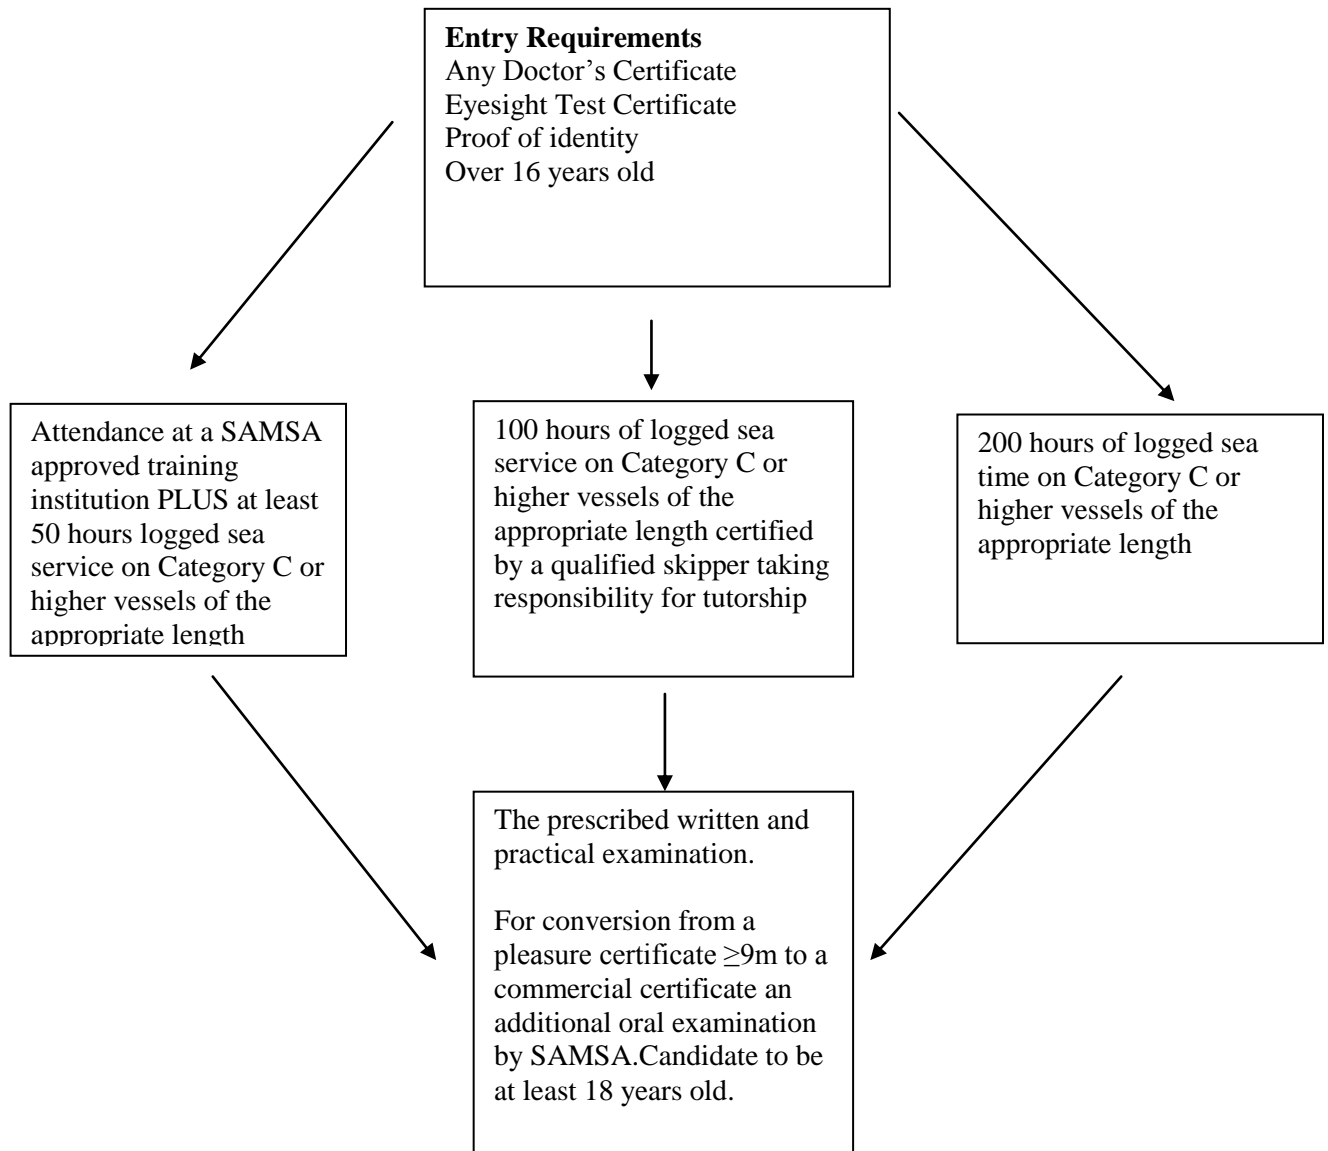 Entry Requirements
Any Doctor’s Certificate
Eyesight Test Certificate
Proof of identity
Over 16 years old
Attendance at a SAMSA
approved training
institution PLUS at least
50 hours logged sea
service on Category C or
higher vessels of the
appropriate length
100 hours of logged sea
service on Category C or
higher vessels of the
appropriate length certified
by a qualified skipper taking
responsibility for tutorship
200 hours of logged sea
time on Category C or
higher vessels of the
appropriate length
The prescribed written and
practical examination.
For conversion from a
pleasure certificate ≥9m to a
commercial certificate an
additional oral examination
by SAMSA.Candidate to be
at least 18 years old.